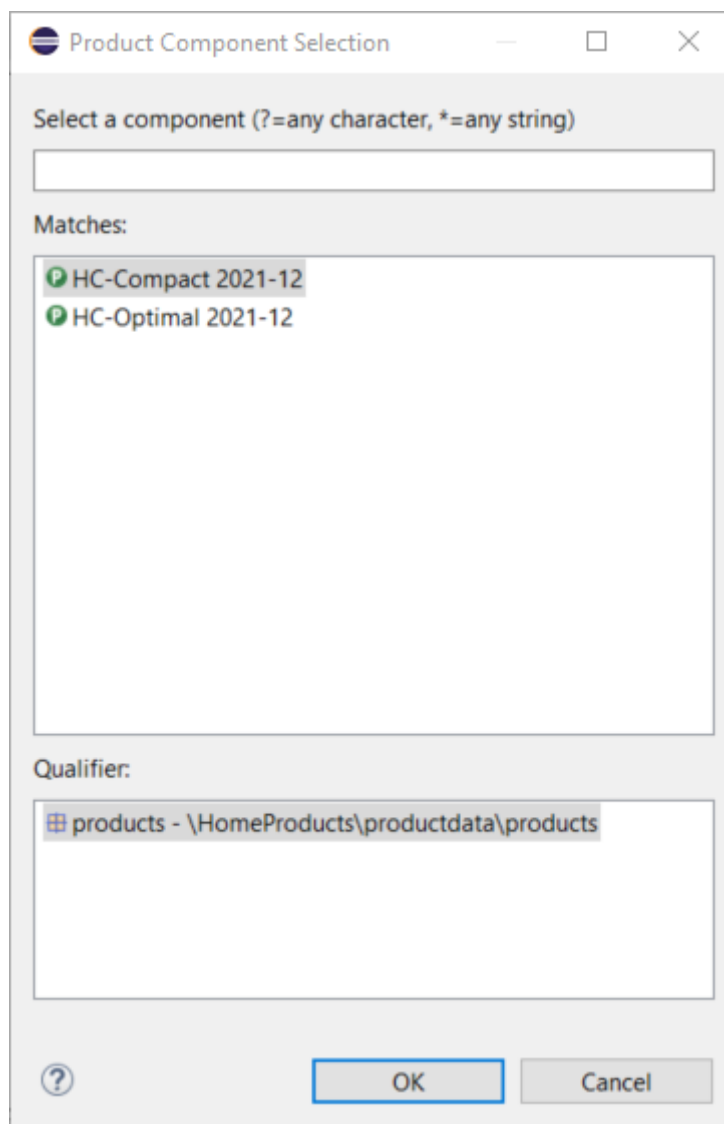 Product Component Selection
Select a component (?=any character, *=any string)
Matches:
P HC-Compact 2021-12
P HC-Optimal 2021-12
Qualifier:
products - \HomeProducts\productdata\products
?
OK Cancel